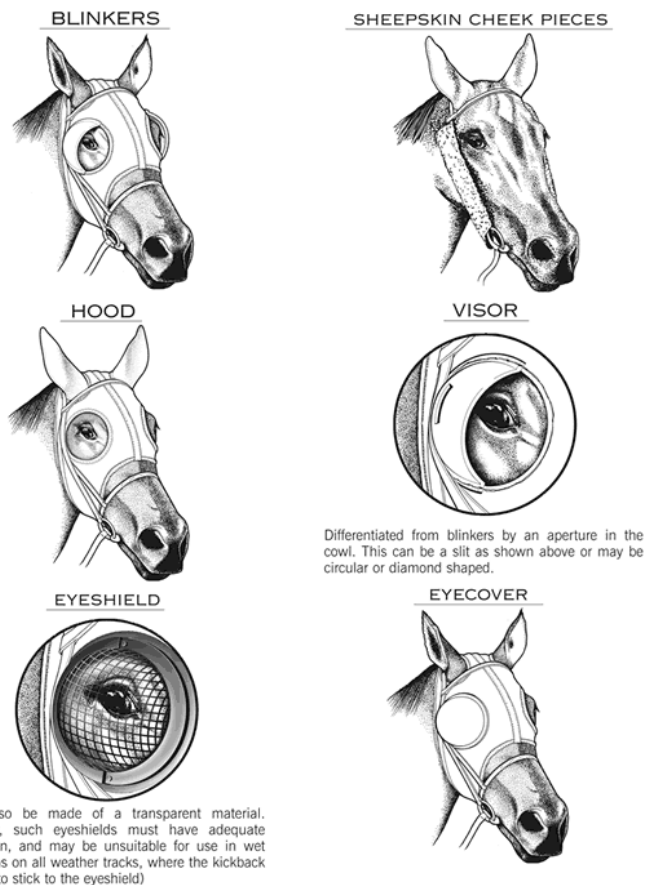 BLINKERS
SHEEPSKIN CHEEK PIECES
HOOD
VISOR
Differentiated from blinkers by an aperture in the
cowl. This can be a slit as shown above or may be
circular or diamond shaped.
EYESHIELD
EYECOVER
so be made of a transparent material.
, such eyeshields must have adequate
n, and may be unsuitable for use in wet
ns on all weather tracks, where the kickback
to stick to the eyeshield)